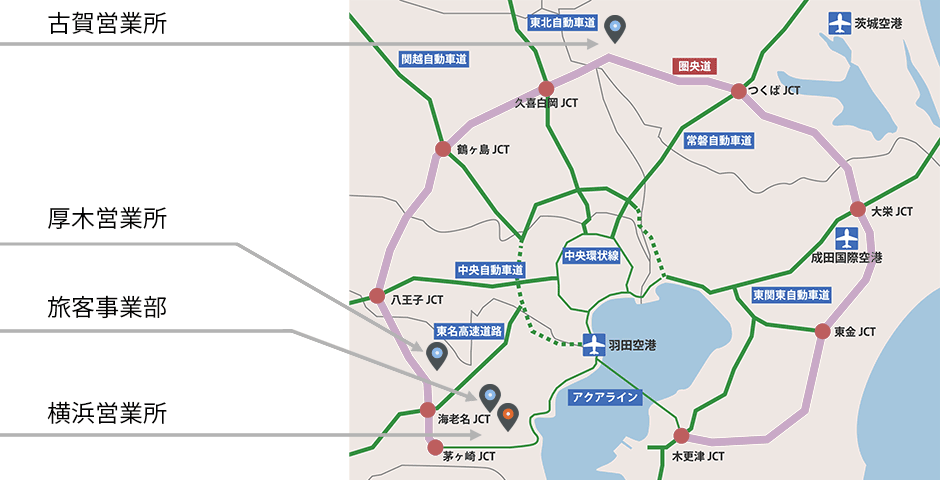 古賀営業所
東北自動車道
茨城空港
関越自動車道
圏央道
久喜白岡 JCT
つくば JCT
鶴ヶ島 JCT
常磐自動車道
厚木営業所
大栄 JCT
中央環状線
成田国際空港
中央自動車道
八王子 JCT
東関東自動車道
旅客事業部
東名高速道路
羽田空港
東金 JCT
アクアライン
横浜営業所
海老名 JCT
茅ヶ崎 JCT
木更津 JCT